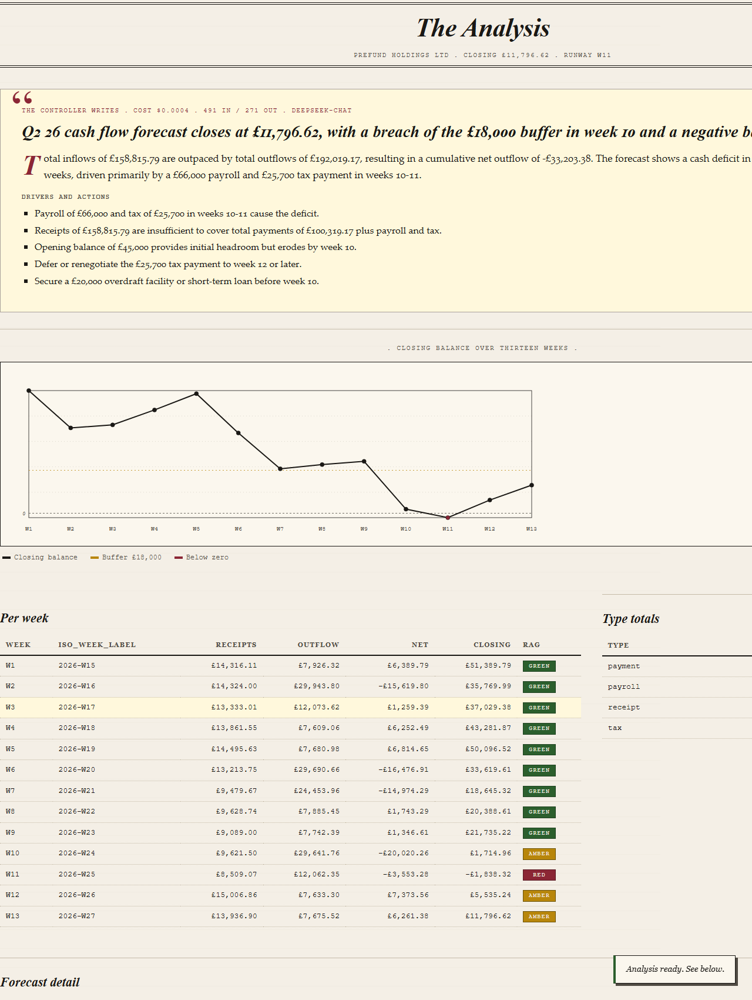 The Analysis
PREFUND HOLDINGS LTD . CLOSING £11,796.62 . RUNWAY W11
“
THE CONTROLLER WRITES . COST $0.0004 . 491 IN / 271 OUT . DEEPSEEK-CHAT
Q2 26 cash flow forecast closes at £11,796.62, with a breach of the £18,000 buffer in week 10 and a negative
Total inflows of £158,815.79 are outpaced by total outflows of £192,019.17, resulting in a cumulative net outflow of -£33,203.38. The forecast shows a cash deficit in
weeks, driven primarily by a £66,000 payroll and £25,700 tax payment in weeks 10-11.
DRIVERS AND ACTIONS
Payroll of £66,000 and tax of £25,700 in weeks 10-11 cause the deficit.
Receipts of £158,815.79 are insufficient to cover total payments of £100,319.17 plus payroll and tax.
Opening balance of £45,000 provides initial headroom but erodes by week 10.
Defer or renegotiate the £25,700 tax payment to week 12 or later.
Secure a £20,000 overdraft facility or short-term loan before week 10.
. CLOSING BALANCE OVER THIRTEEN WEEKS .
0
W1 W2 W3 W4 W5 W6 W7 W8 W9 W10 W11 W12 W13
Closing balance Buffer £18,000 Below zero
Per week
WEEK ISO_WEEK_LABEL RECEIPTS OUTFLOW NET CLOSING RAG
W1 2026-W15 £14,316.11 £7,926.32 £6,389.79 £51,389.79 GREEN
W2 2026-W16 £14,324.00 £29,943.80 -£15,619.80 £35,769.99 GREEN
W3 2026-W17 £13,333.01 £12,073.62 £1,259.39 £37,029.38 GREEN
W4 2026-W18 £13,861.55 £7,609.06 £6,252.49 £43,281.87 GREEN
W5 2026-W19 £14,495.63 £7,680.98 £6,814.65 £50,096.52 GREEN
W6 2026-W20 £13,213.75 £29,690.66 -£16,476.91 £33,619.61 GREEN
W7 2026-W21 £9,479.67 £24,453.96 -£14,974.29 £18,645.32 GREEN
W8 2026-W22 £9,628.74 £7,885.45 £1,743.29 £20,388.61 GREEN
W9 2026-W23 £9,089.00 £7,742.39 £1,346.61 £21,735.22 GREEN
W10 2026-W24 £9,621.50 £29,641.76 -£20,020.26 £1,714.96 AMBER
W11 2026-W25 £8,509.07 £12,062.35 -£3,553.28 -£1,838.32 RED
W12 2026-W26 £15,006.86 £7,633.30 £7,373.56 £5,535.24 AMBER
W13 2026-W27 £13,936.90 £7,675.52 £6,261.38 £11,796.62 AMBER
Type totals
TYPE
payment
payroll
receipt
tax
Forecast detail
Analysis ready. See below.